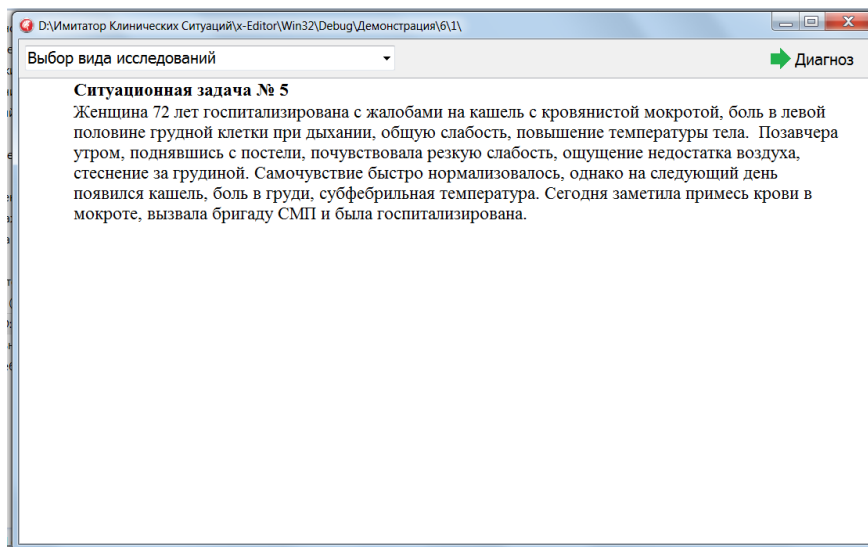 D:\Имитатор Клинических Ситуаций\x-Editor\Win32\Debug\Демонстрация\6\1\
Выбор вида исследований
Диагноз
Ситуационная задача № 5
Женщина 72 лет госпитализирована с жалобами на кашель с кровянистой мокротой, боль в левой
половине грудной клетки при дыхании, общую слабость, повышение температуры тела.  Позавчера
утром, поднявшись с постели, почувствовала резкую слабость, ощущение недостатка воздуха,
стеснение за грудиной. Самочувствие быстро нормализовалось, однако на следующий день
появился кашель, боль в груди, субфебрильная температура. Сегодня заметила примесь крови в
мокроте, вызвала бригаду СМП и была госпитализирована.